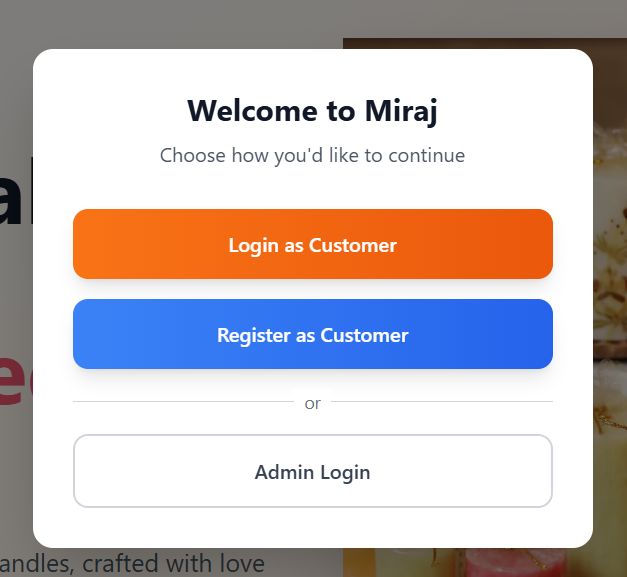 Welcome to Miraj
Choose how you'd like to continue
Login as Customer
Register as Customer
or
Admin Login
andles, crafted with love